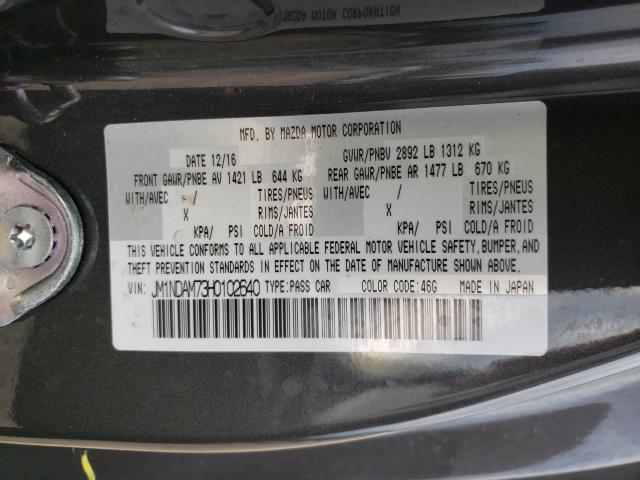 MAZDA MOTOR CORPORATION
MFD. BY MAZDA MOTOR CORPORATION
DATE 12/16 GVWR/PNBV 2892 LB 1312 KG
FRONT GAWR/PNBE AV 1421 LB 644 KG REAR GAWR/PNBE AR 1477 LB 670 KG
WITH/AVEC / TIRES/PNEUS WITH/AVEC / TIRES/PNEUS
X RIMS/JANTES X RIMS/JANTES
KPA/ PSI COLD/A FROID KPA/ PSI COLD/A FROID
THIS VEHICLE CONFORMS TO ALL APPLICABLE FEDERAL MOTOR VEHICLE SAFETY, BUMPER, AND
THEFT PREVENTION STANDARDS IN EFFECT ON THE DATE OF MANUFACTURE SHOWN ABOVE.
VIN: JM1NDAM73H0102640 TYPE:PASS CAR COLOR CODE:46G MADE IN JAPAN